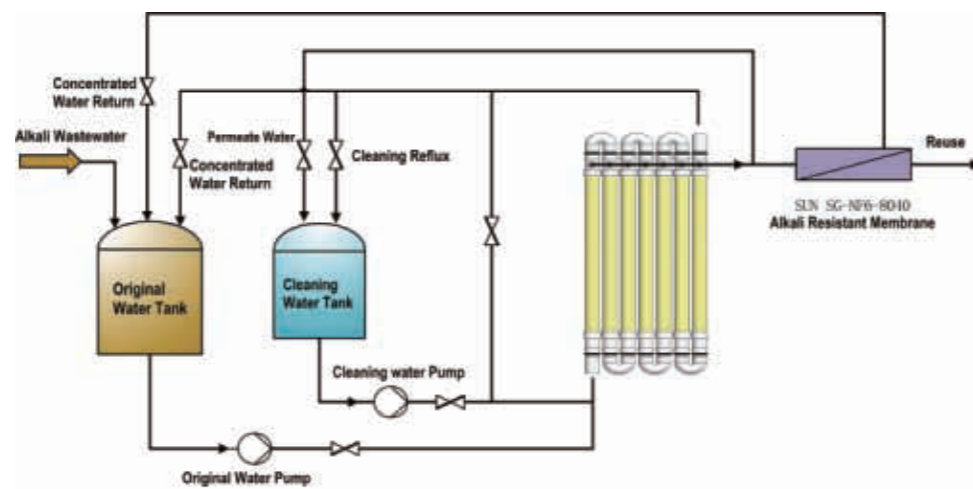 Concentrated
Water Return
Alkali Wastewater
Permeate Water
Concentrated
Water Return
Cleaning Reflux
Reuse
SUN SG-NF6-8040
Alkali Resistant Membrane
Original
Water Tank
Cleaning
Water Tank
Cleaning water Pump
Original Water Pump